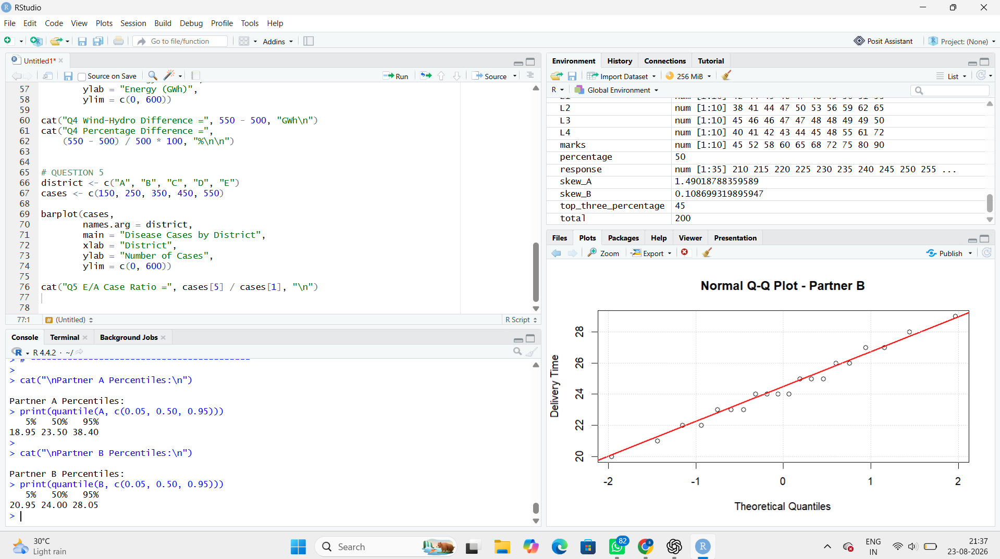 RStudio
File Edit Code View Plots Session Build Debug Profile Tools Help
Go to file/function Addins Posit Assistant Project: (None)
Untitled1*
Source on Save Run Source
57 ylab = "Energy (GWh)",
58 ylim = c(0, 600))
59
60 cat("Q4 Wind-Hydro Difference =", 550 - 500, "GWh\n")
61 cat("Q4 Percentage Difference =",
62 (550 - 500) / 500 * 100, "%\n\n")
63
64
65 # QUESTION 5
66 district <- c("A", "B", "C", "D", "E")
67 cases <- c(150, 250, 350, 450, 550)
68
69 barplot(cases,
70 names.arg = district,
71 main = "Disease Cases by District",
72 xlab = "District",
73 ylab = "Number of Cases",
74 ylim = c(0, 600))
75
76 cat("Q5 E/A Case Ratio =", cases[5] / cases[1], "\n")
77
78
77:1 (Untitled) R Script
Console Terminal Background Jobs
R 4.4.2 · ~/
> # ------------------------------------------
>
> cat("\nPartner A Percentiles:\n")
Partner A Percentiles:
> print(quantile(A, c(0.05, 0.50, 0.95)))
5% 50% 95%
18.95 23.50 38.40
>
> cat("\nPartner B Percentiles:\n")
Partner B Percentiles:
> print(quantile(B, c(0.05, 0.50, 0.95)))
5% 50% 95%
20.95 24.00 28.05
>
Environment History Connections Tutorial
Import Dataset 256 MiB List
R Global Environment
L2 num [1:10] 38 41 44 47 50 53 56 59 62 65
L3 num [1:10] 45 46 46 47 47 48 48 49 49 50
L4 num [1:10] 40 41 42 43 44 45 48 55 61 72
marks num [1:10] 45 52 58 60 65 68 72 75 80 90
percentage 50
response num [1:35] 210 215 220 225 230 235 240 245 250 255 ...
skew_A 1.49018788359589
skew_B 0.108699319895947
top_three_percentage 45
total 200
Files Plots Packages Help Viewer Presentation
Zoom Export Publish
Normal Q-Q Plot - Partner B
Delivery Time
28
26
24
22
20
-2 -1 0 1 2
Theoretical Quantiles
30°C
Light rain
Search
82
ENG
IN
21:37
23-08-2026